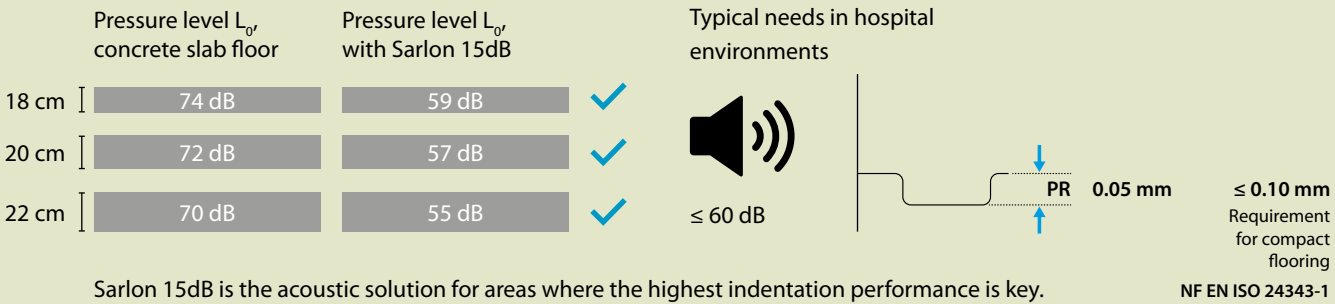 Pressure level L₀,
concrete slab floor
Pressure level L₀,
with Sarlon 15dB
Typical needs in hospital
environments
18 cm 74 dB 59 dB
20 cm 72 dB 57 dB
22 cm 70 dB 55 dB
≤ 60 dB
PR 0.05 mm ≤ 0.10 mm
Requirement
for compact
flooring
Sarlon 15dB is the acoustic solution for areas where the highest indentation performance is key.
NF EN ISO 24343-1